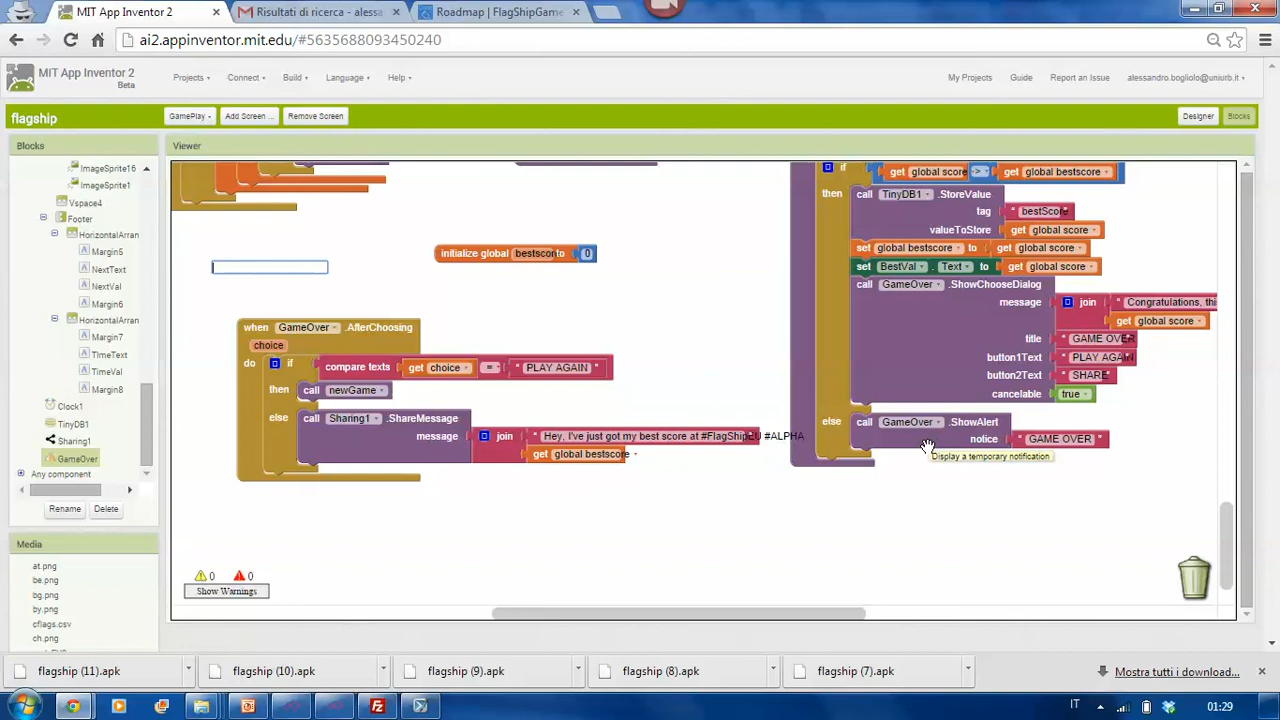 MIT App Inventor 2
Risultati di ricerca - alessa
Roadmap | FlagShipGame
ai2.appinventor.mit.edu/#5635688093450240
MIT App Inventor 2
Beta
Projects
Connect
Build
Language
Help
My Projects
Guide
Report an Issue
alessandro.bogliolo@uniurb.it
flagship
GamePlay
Add Screen ...
Remove Screen
Designer
Blocks
Blocks
ImageSprite16
ImageSprite1
Vspace4
Footer
HorizontalArran
Margin5
NextText
NextVal
Margin6
HorizontalArran
Margin7
TimeText
TimeVal
Margin8
Clock1
TinyDB1
Sharing1
GameOver
Any component
Rename
Delete
Media
at.png
be.png
bg.png
by.png
cflags.csv
ch.png
Viewer
initialize global bestscore to 0
when GameOver .AfterChoosing
choice
do if compare texts get choice = " PLAY AGAIN "
then call newGame
else call Sharing1 .ShareMessage
message join " Hey, I've just got my best score at #FlagShipEU #ALPHA
get global bestscore
if get global score > get global bestscore
then call TinyDB1 .StoreValue
tag " bestScore
valueToStore get global score
set global bestscore to get global score
set BestVal . Text to get global score
call GameOver .ShowChooseDialog
message join " Congratulations, thi
get global score
title " GAME OVER
button1Text " PLAY AGAIN
button2Text " SHARE
cancelable true
else call GameOver .ShowAlert
notice " GAME OVER "
Display a temporary notification
0 0
Show Warnings
flagship (11).apk
flagship (10).apk
flagship (9).apk
flagship (8).apk
flagship (7).apk
Mostra tutti i download...
IT
01:29